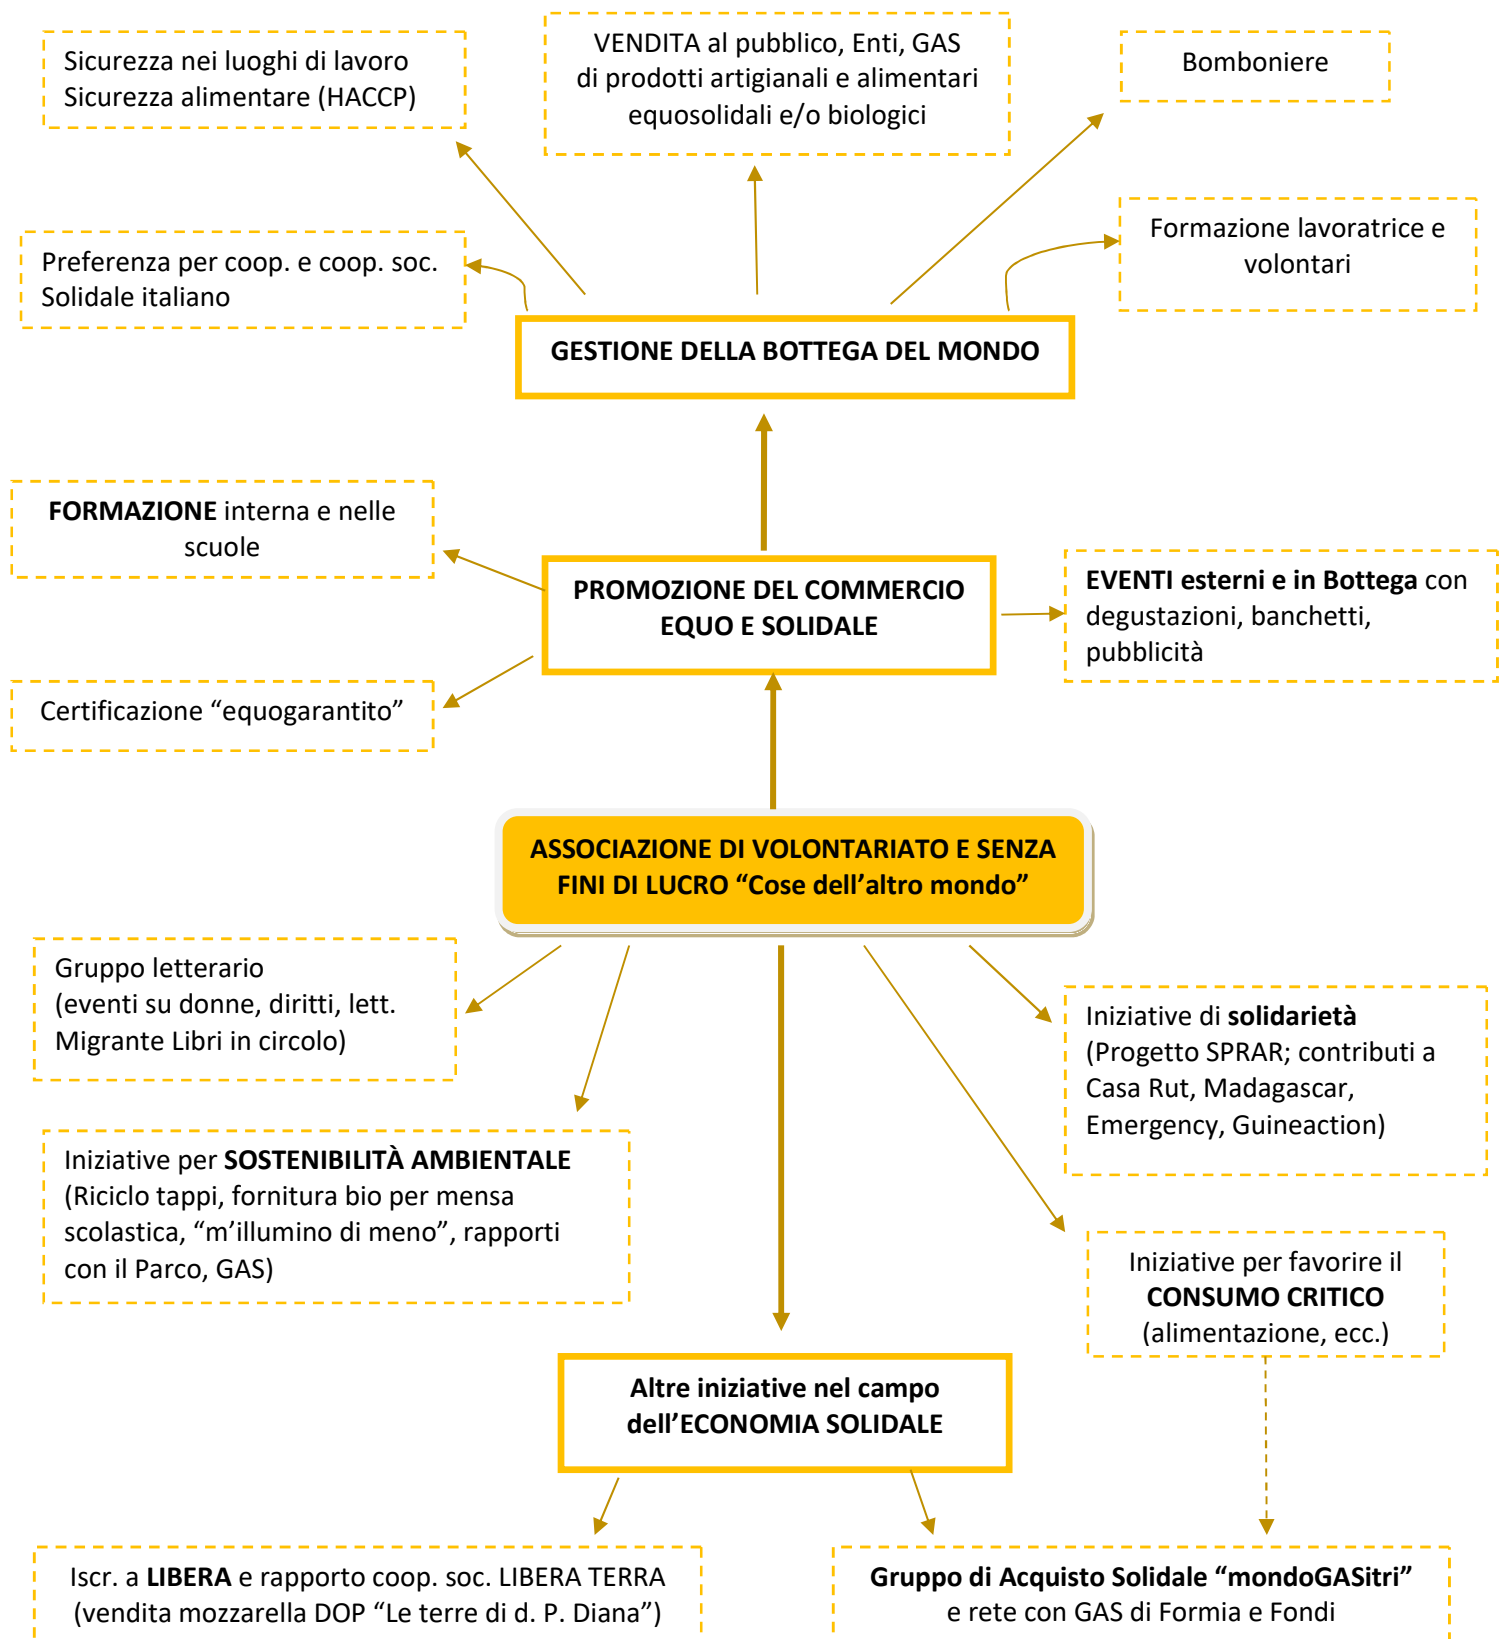 Sicurezza nei luoghi di lavoro
Sicurezza alimentare (HACCP)
VENDITA al pubblico, Enti, GAS
di prodotti artigianali e alimentari
equosolidali e/o biologici
Bomboniere
Preferenza per coop. e coop. soc.
Solidale italiano
Formazione lavoratrice e
volontari
GESTIONE DELLA BOTTEGA DEL MONDO
FORMAZIONE interna e nelle
scuole
PROMOZIONE DEL COMMERCIO
EQUO E SOLIDALE
EVENTI esterni e in Bottega con
degustazioni, banchetti,
pubblicità
Certificazione “equogarantito”
ASSOCIAZIONE DI VOLONTARIATO E SENZA
FINI DI LUCRO “Cose dell’altro mondo”
Gruppo letterario
(eventi su donne, diritti, lett.
Migrante Libri in circolo)
Iniziative di solidarietà
(Progetto SPRAR; contributi a
Casa Rut, Madagascar,
Emergency, Guineaction)
Iniziative per SOSTENIBILITÀ AMBIENTALE
(Riciclo tappi, fornitura bio per mensa
scolastica, “m’illumino di meno”, rapporti
con il Parco, GAS)
Iniziative per favorire il
CONSUMO CRITICO
(alimentazione, ecc.)
Altre iniziative nel campo
dell’ECONOMIA SOLIDALE
Iscr. a LIBERA e rapporto coop. soc. LIBERA TERRA
(vendita mozzarella DOP “Le terre di d. P. Diana”)
Gruppo di Acquisto Solidale “mondoGASitri”
e rete con GAS di Formia e Fondi